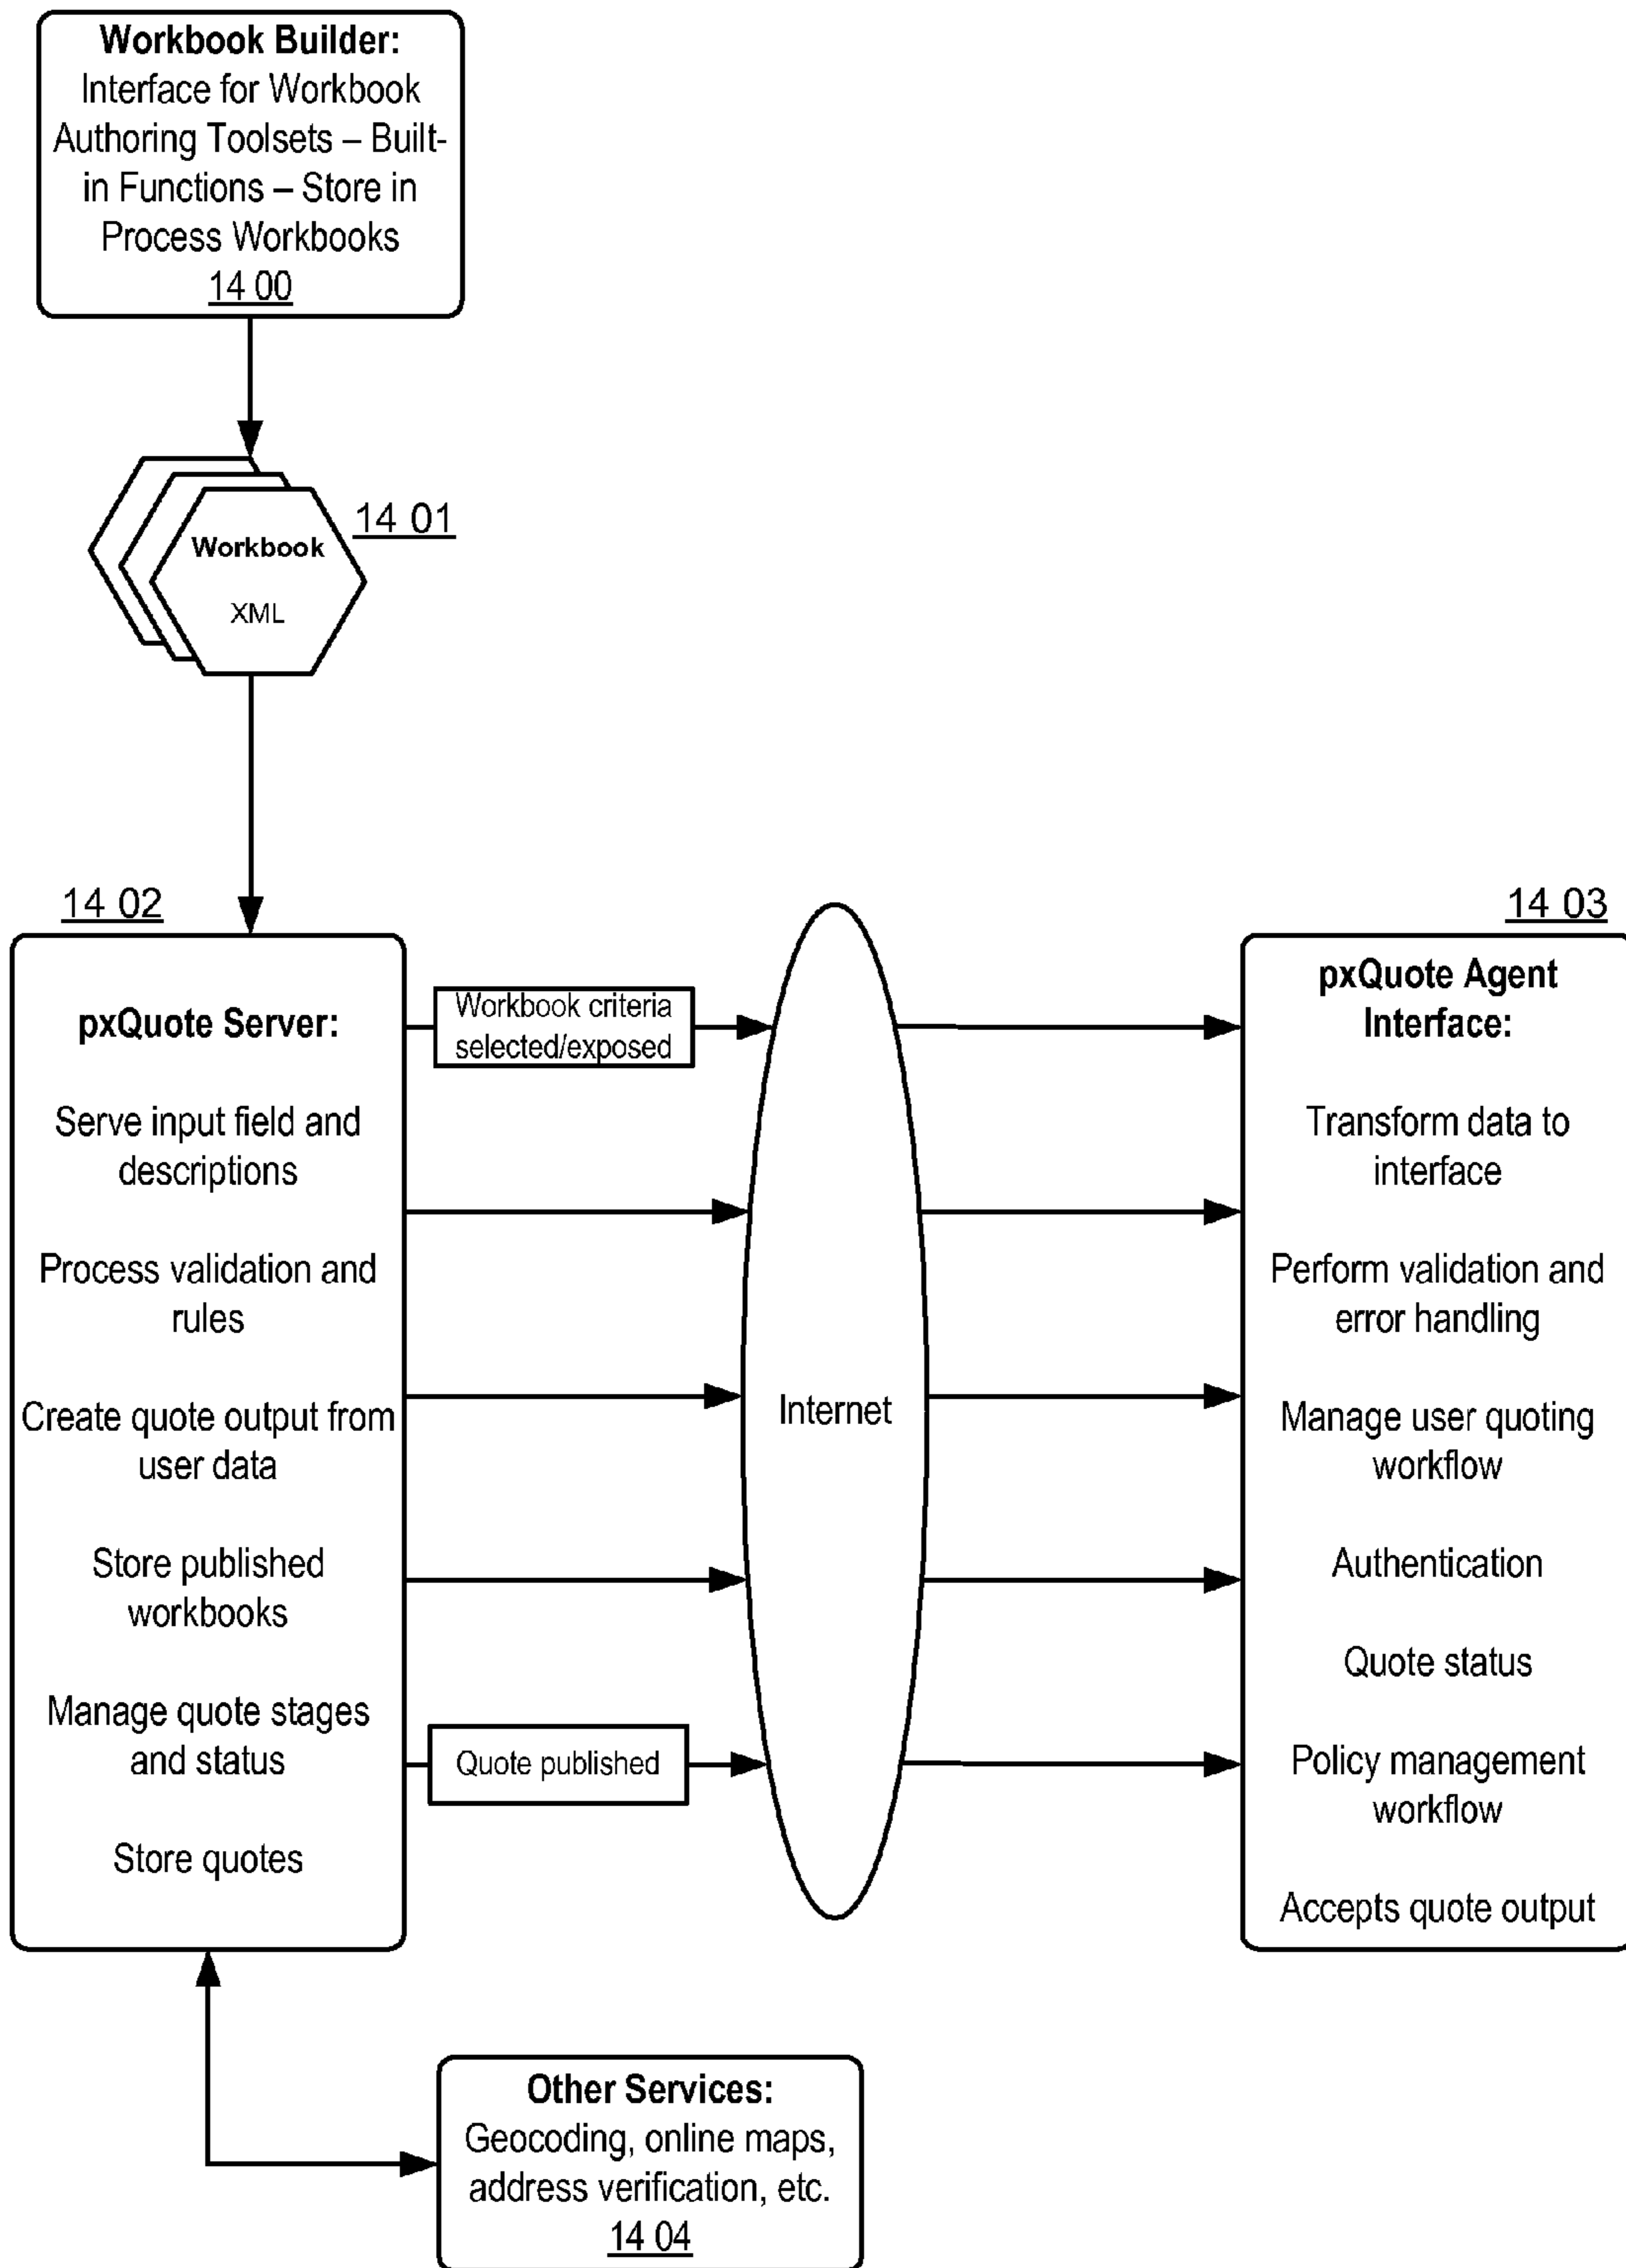 Workbook Builder:
Interface for Workbook
Authoring Toolsets – Built-
in Functions – Store in
Process Workbooks
14 00
14 01
Workbook
XML
14 02
pxQuote Server:
Serve input field and
descriptions
Process validation and
rules
Create quote output from
user data
Store published
workbooks
Manage quote stages
and status
Store quotes
Workbook criteria
selected/exposed
Quote published
Internet
14 03
pxQuote Agent
Interface:
Transform data to
interface
Perform validation and
error handling
Manage user quoting
workflow
Authentication
Quote status
Policy management
workflow
Accepts quote output
Other Services:
Geocoding, online maps,
address verification, etc.
14 04